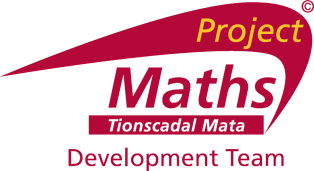 Project ©
Maths
Tionscadal Mata
Development Team